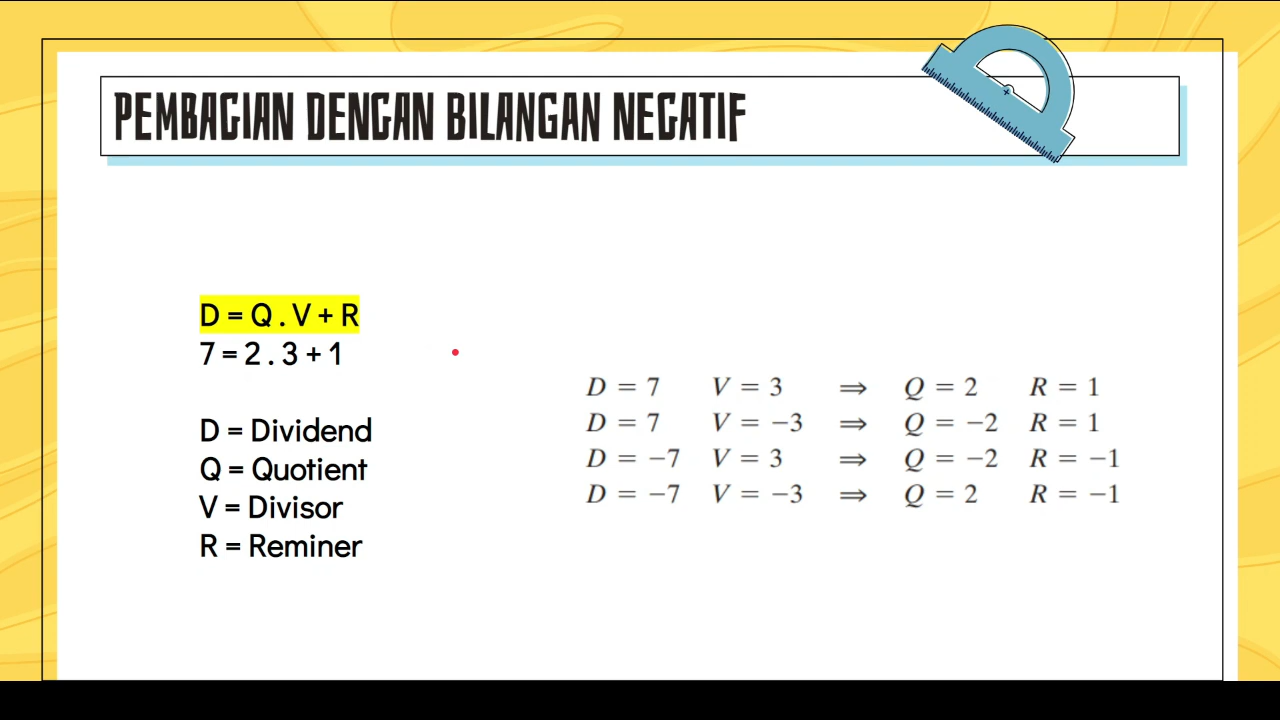 PEMBAGIAN DENGAN BILANGAN NEGATIF
D = Q . V + R
7 = 2 . 3 + 1
D = Dividend
Q = Quotient
V = Divisor
R = Reminer
D = 7 V = 3 ⇒ Q = 2 R = 1
D = 7 V = −3 ⇒ Q = −2 R = 1
D = −7 V = 3 ⇒ Q = −2 R = −1
D = −7 V = −3 ⇒ Q = 2 R = −1